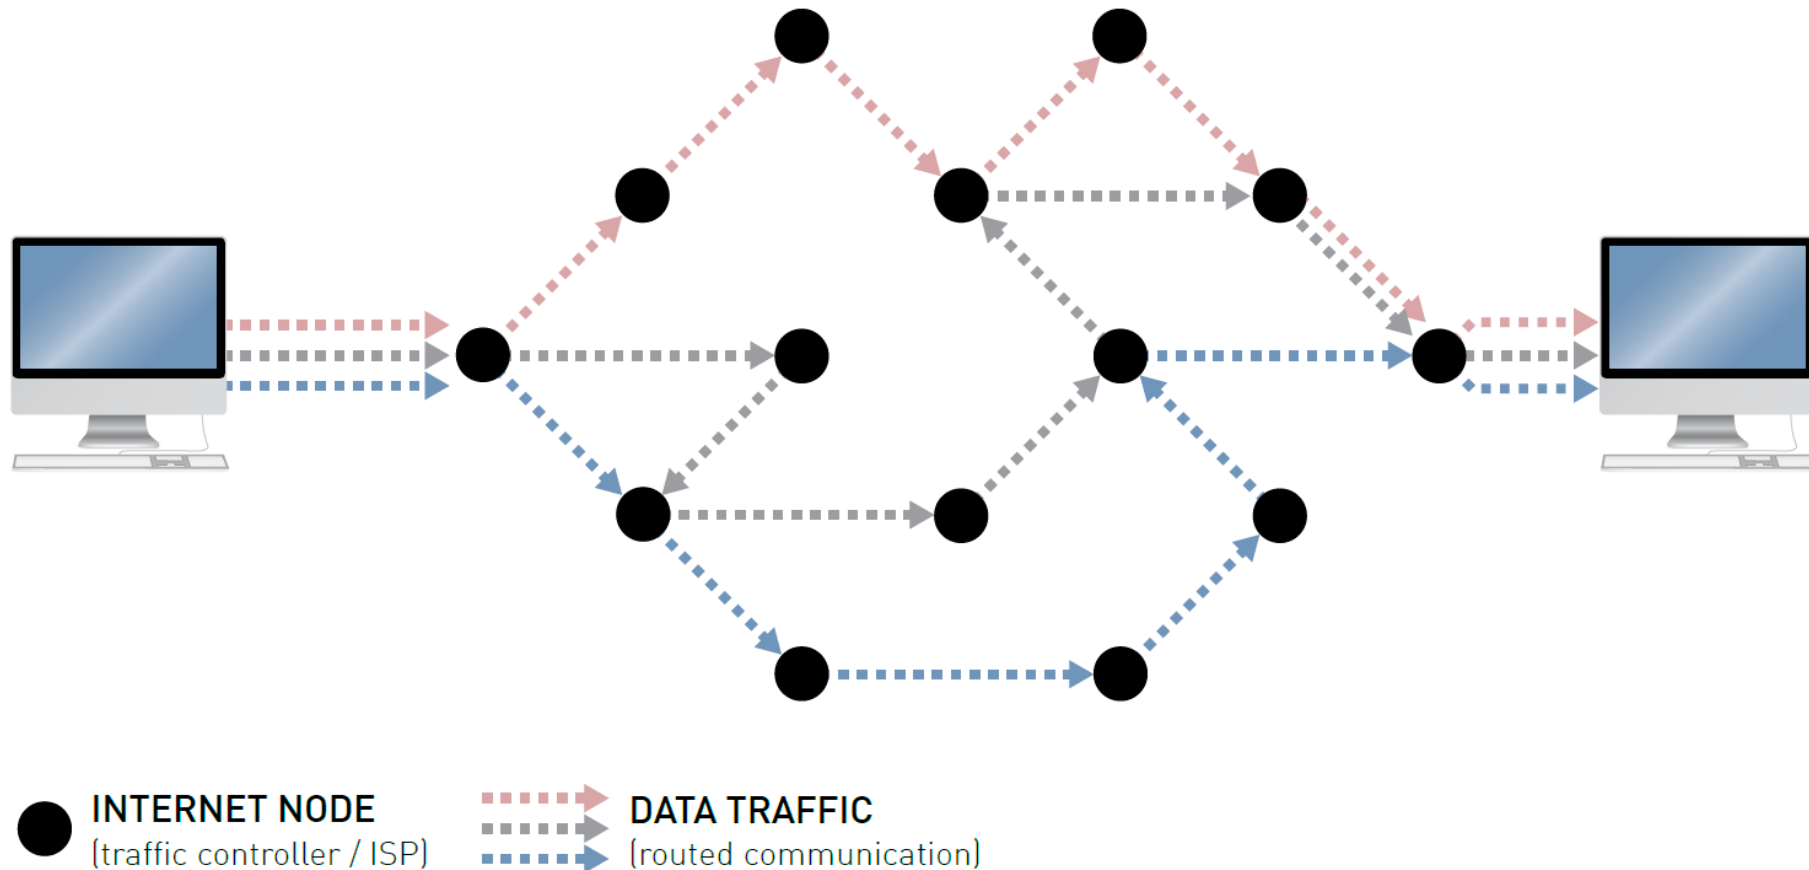 INTERNET NODE
(traffic controller / ISP)
DATA TRAFFIC
(routed communication)